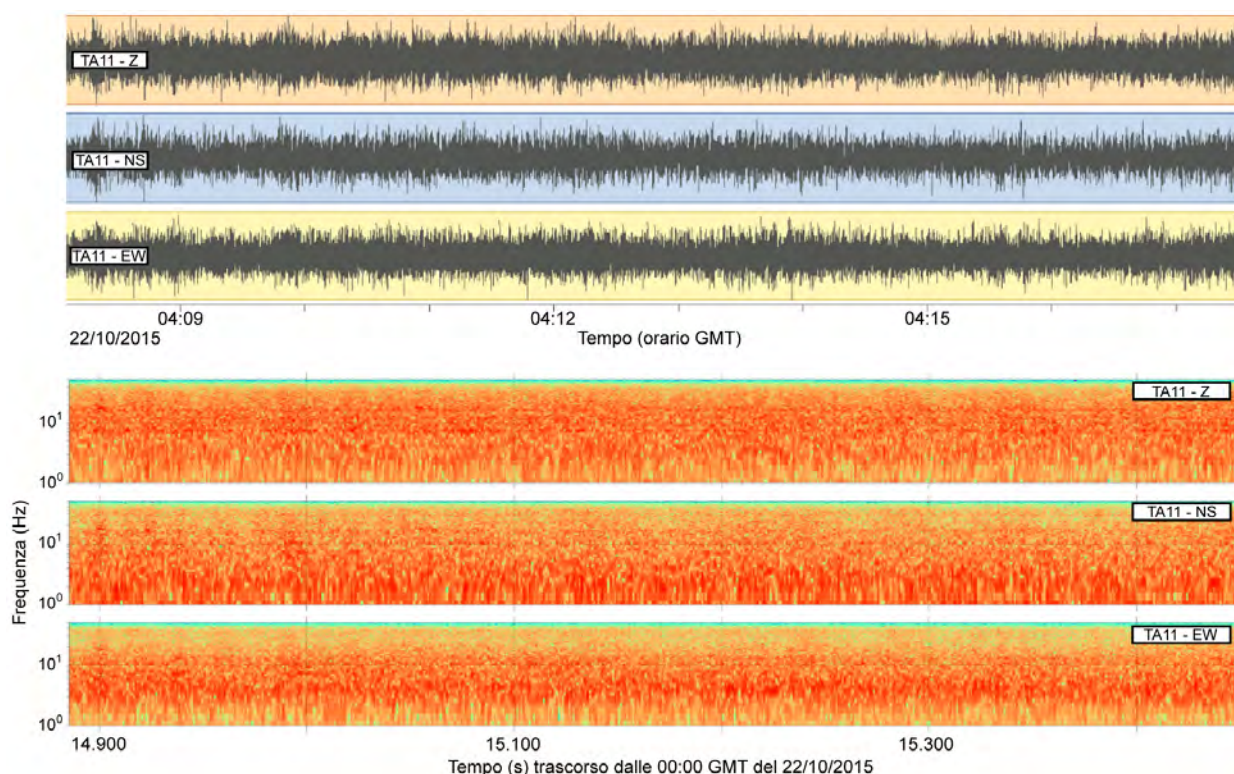 TA11 - Z
TA11 - NS
TA11 - EW
04:09 04:12 04:15
22/10/2015 Tempo (orario GMT)
Frequenza (Hz)
10¹
TA11 - Z
10⁰
10¹
TA11 - NS
10⁰
10¹
TA11 - EW
10⁰
14.900 15.100 15.300
Tempo (s) trascorso dalle 00:00 GMT del 22/10/2015